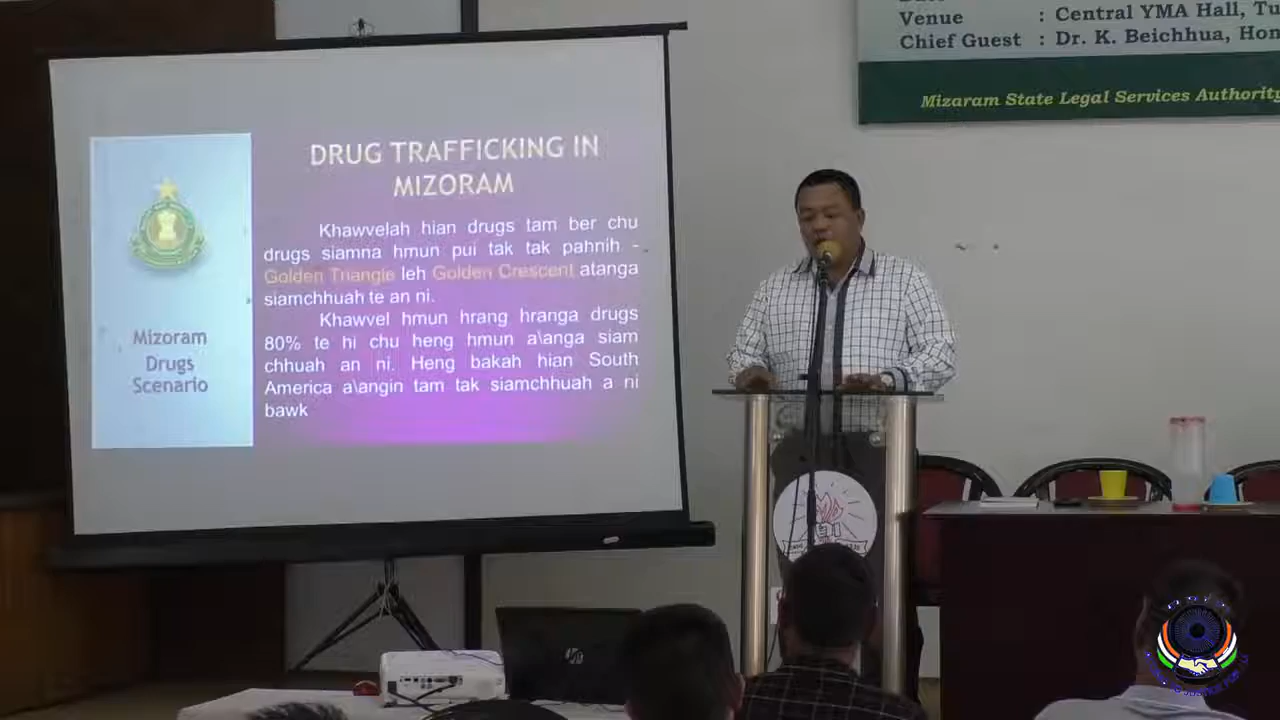 Venue : Central YMA Hall, Tu
Chief Guest : Dr. K. Beichhua, Hon
Mizaram State Legal Services Authority
DRUG TRAFFICKING IN
MIZORAM
Khawvelah hian drugs tam ber chu
drugs siamna hmun pui tak tak pahnih -
Golden Triangle leh Golden Crescent atanga
siamchhuah te an ni.
Khawvel hmun hrang hranga drugs
80% te hi chu heng hmun a\anga siam
chhuah an ni. Heng bakah hian South
America a\angin tam tak siamchhuah a ni
bawk
Mizoram
Drugs
Scenario
hp